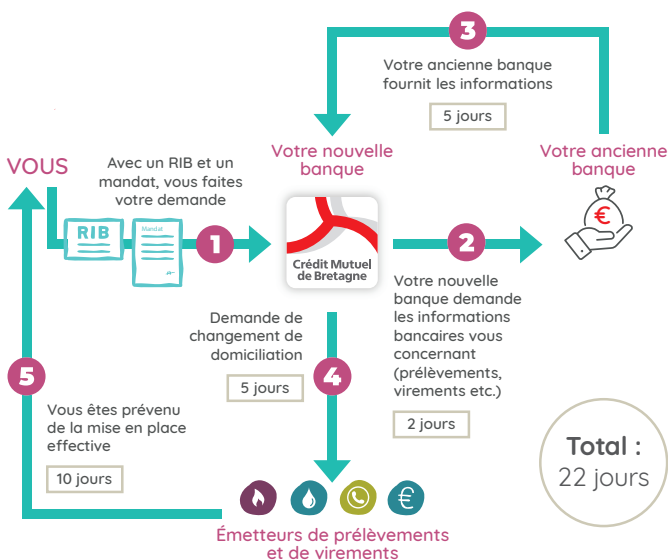 3
Votre ancienne banque
fournit les informations
5 jours
VOUS
Avec un RIB et un
mandat, vous faites
votre demande
Votre nouvelle
banque
Votre ancienne
banque
RIB
Mandat
1
Crédit Mutuel
de Bretagne
2
€
Votre nouvelle
banque demande
les informations
bancaires vous
concernant
(prélèvements,
virements etc.)
2 jours
Demande de
changement de
domiciliation
5 jours
4
5
Vous êtes prévenu
de la mise en place
effective
10 jours
Total :
22 jours
€
Émetteurs de prélèvements
et de virements